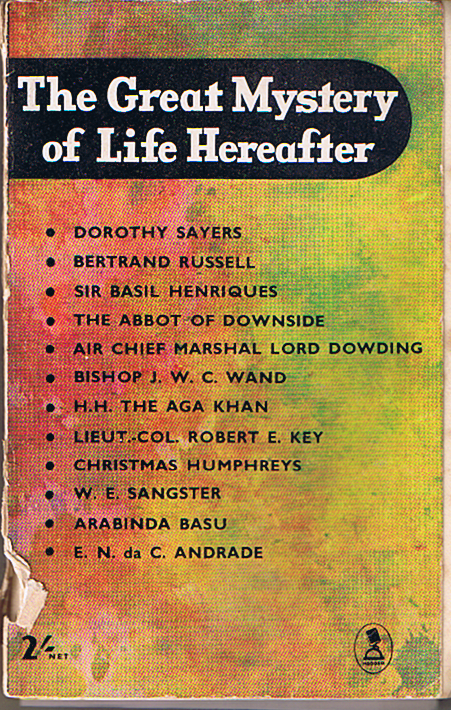 The Great Mystery
of Life Hereafter
• DOROTHY SAYERS
• BERTRAND RUSSELL
• SIR BASIL HENRIQUES
• THE ABBOT OF DOWNSIDE
• AIR CHIEF MARSHAL LORD DOWDING
• BISHOP J. W. C. WAND
• H.H. THE AGA KHAN
• LIEUT.-COL. ROBERT E. KEY
• CHRISTMAS HUMPHREYS
• W. E. SANGSTER
• ARABINDA BASU
• E. N. da C. ANDRADE
2/- NET
HODDER